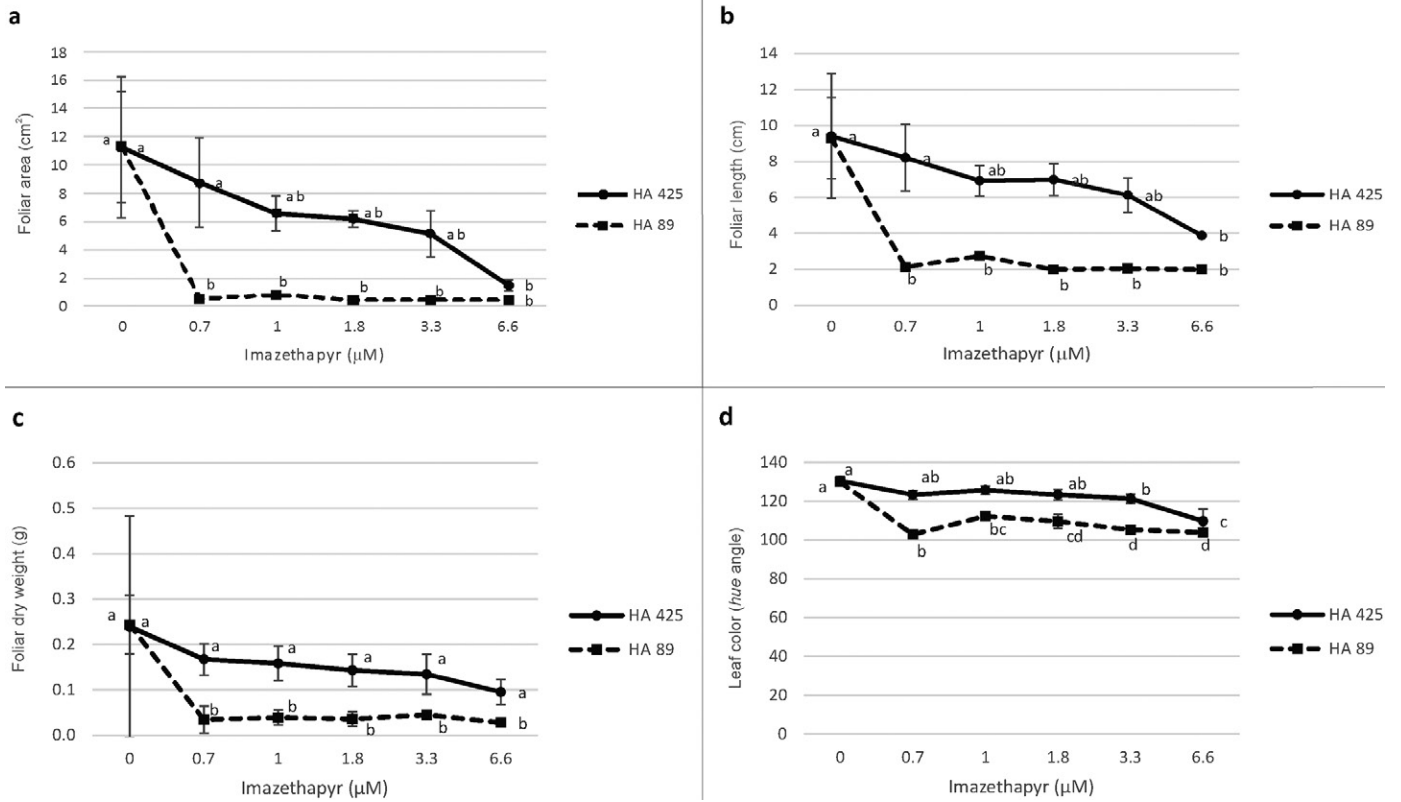 a
18
16
14
12
10
8
6
4
2
0
Foliar area (cm²)
a a
a
ab
ab
ab
b
b
b
b
b
b
0 0.7 1 1.8 3.3 6.6
Imazethapyr (µM)
HA 425
HA 89
b
14
12
10
8
6
4
2
0
Foliar length (cm)
a a
a
ab
ab
ab
b
b
b
b
b
b
0 0.7 1 1.8 3.3 6.6
Imazethapyr (µM)
HA 425
HA 89
c
0.6
0.5
0.4
0.3
0.2
0.1
0.0
Foliar dry weight (g)
a a
a
a
a
a
a
b
b
b
b
b
0 0.7 1 1.8 3.3 6.6
Imazethapyr (µM)
HA 425
HA 89
d
140
120
100
80
60
40
20
0
Leaf color (hue angle)
a
a
ab
ab
ab
b
c
b
bc
cd
d
d
0 0.7 1 1.8 3.3 6.6
Imazethapyr (µM)
HA 425
HA 89